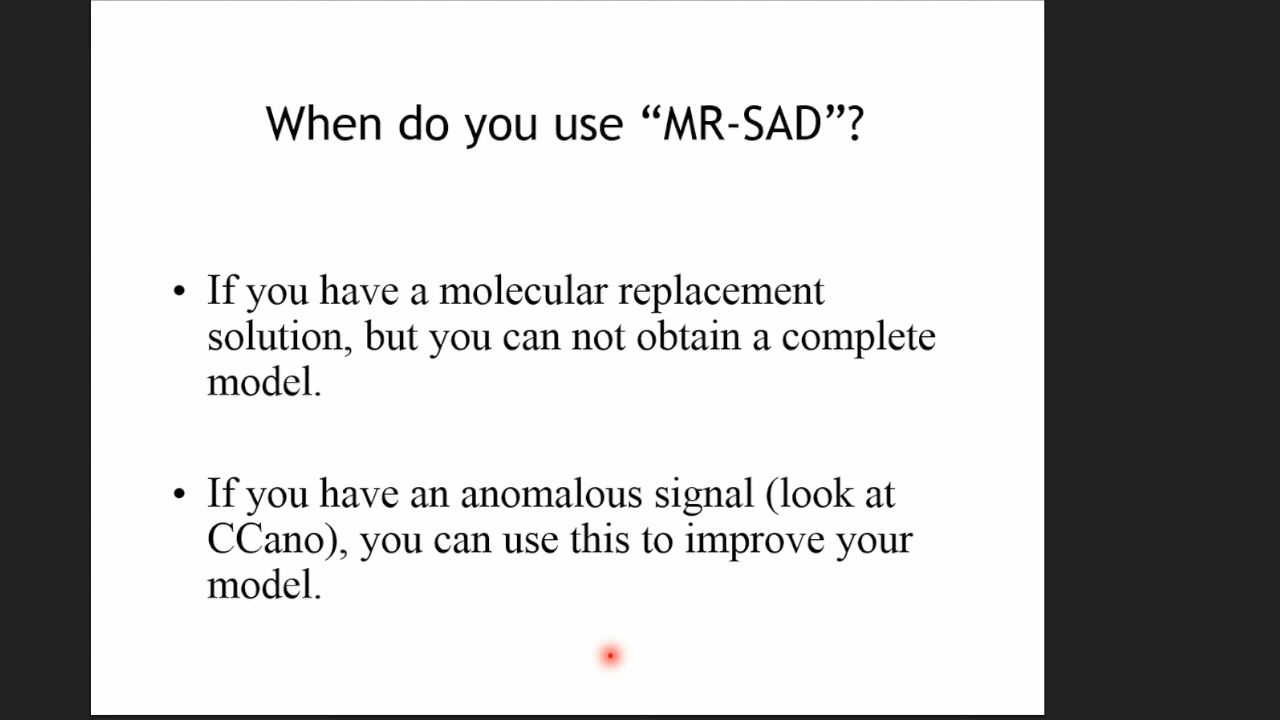 When do you use “MR-SAD”?
• If you have a molecular replacement
solution, but you can not obtain a complete
model.
• If you have an anomalous signal (look at
CCano), you can use this to improve your
model.